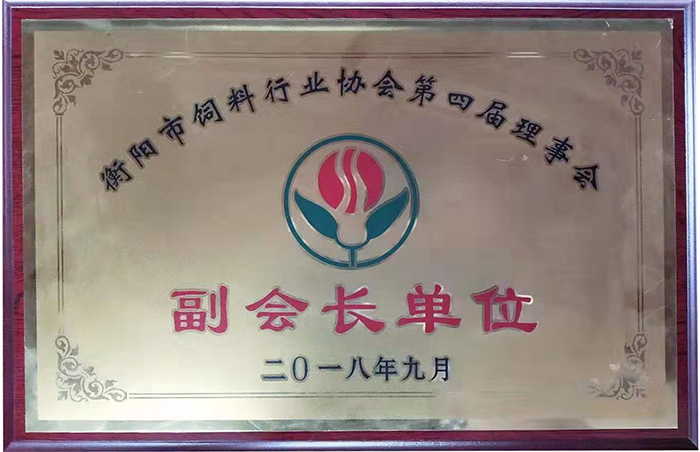 衡阳市饲料行业协会第四届理事会
副会长单位
二〇一八年九月